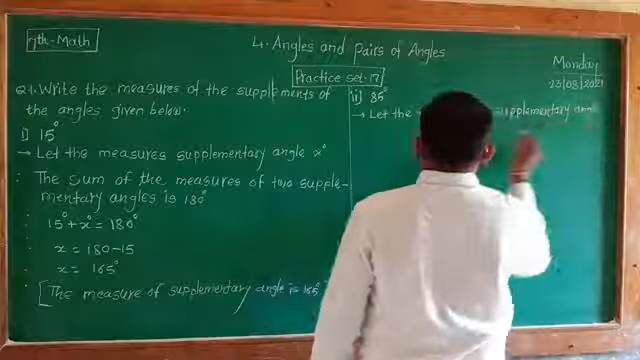 7th-Math
4. Angles and Pairs of Angles
Practice set-17
Monday
23/08/2021
Q1. Write the measures of the supplements of
the angles given below.
i) 15°
→ Let the measures supplementary angle x°
∴ The sum of the measures of two supple-
mentary angles is 180°
∴ 15° + x° = 180°
∴ x = 180-15
∴ x = 165°
∴ [The measure of supplementary angle is 165°
ii) 85°
→ Let the supplementary